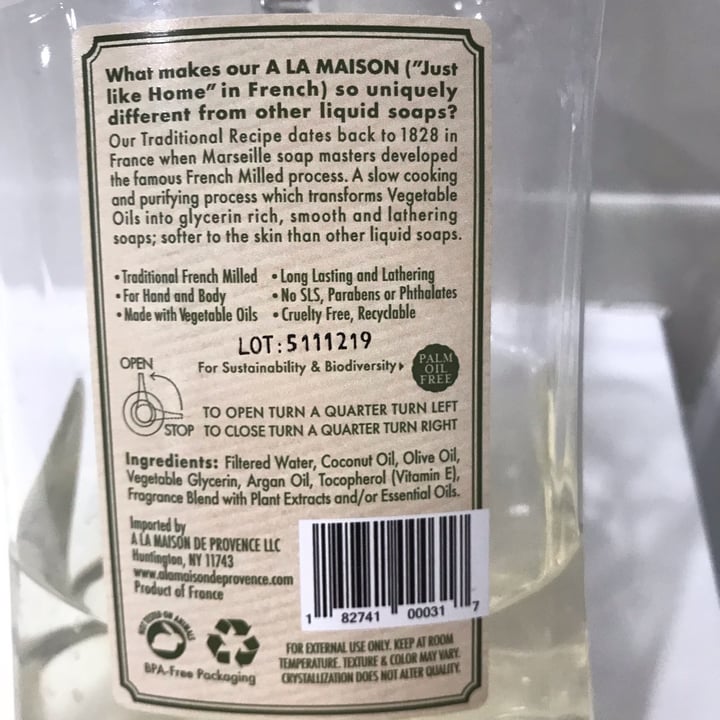 What makes our A LA MAISON ("Just
like Home" in French) so uniquely
different from other liquid soaps?
Our Traditional Recipe dates back to 1828 in
France when Marseille soap masters developed
the famous French Milled process. A slow cooking
and purifying process which transforms Vegetable
Oils into glycerin rich, smooth and lathering
soaps; softer to the skin than other liquid soaps.
• Traditional French Milled
• For Hand and Body
• Made with Vegetable Oils
• Long Lasting and Lathering
• No SLS, Parabens or Phthalates
• Cruelty Free, Recyclable
LOT:5111219
For Sustainability & Biodiversity
PALM
OIL
FREE
OPEN
STOP
TO OPEN TURN A QUARTER TURN LEFT
TO CLOSE TURN A QUARTER TURN RIGHT
Ingredients: Filtered Water, Coconut Oil, Olive Oil,
Vegetable Glycerin, Argan Oil, Tocopherol (Vitamin E),
Fragrance Blend with Plant Extracts and/or Essential Oils.
Imported by
A LA MAISON DE PROVENCE LLC
Huntington, NY 11743
www.alamaisondeprovence.com
Product of France
1 82741 00031 7
NOT TESTED ON ANIMALS
BPA-Free Packaging
FOR EXTERNAL USE ONLY. KEEP AT ROOM
TEMPERATURE. TEXTURE & COLOR MAY VARY.
CRYSTALLIZATION DOES NOT ALTER QUALITY.